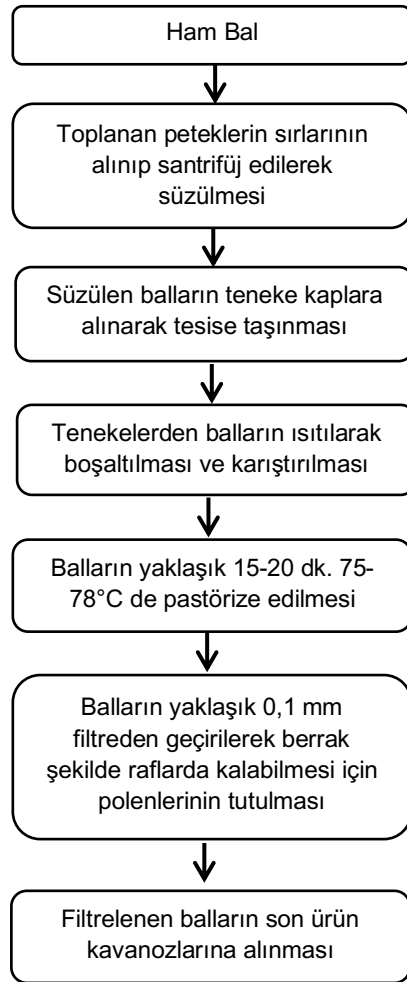 Ham Bal
Toplanan peteklerin sırlarının
alınıp santrifüj edilerek
süzülmesi
Süzülen balların teneke kaplara
alınarak tesise taşınması
Tenekelerden balların ısıtılarak
boşaltılması ve karıştırılması
Balların yaklaşık 15-20 dk. 75-
78°C de pastörize edilmesi
Balların yaklaşık 0,1 mm
filtreden geçirilerek berrak
şekilde raflarda kalabilmesi için
polenlerinin tutulması
Filtrelenen balların son ürün
kavanozlarına alınması